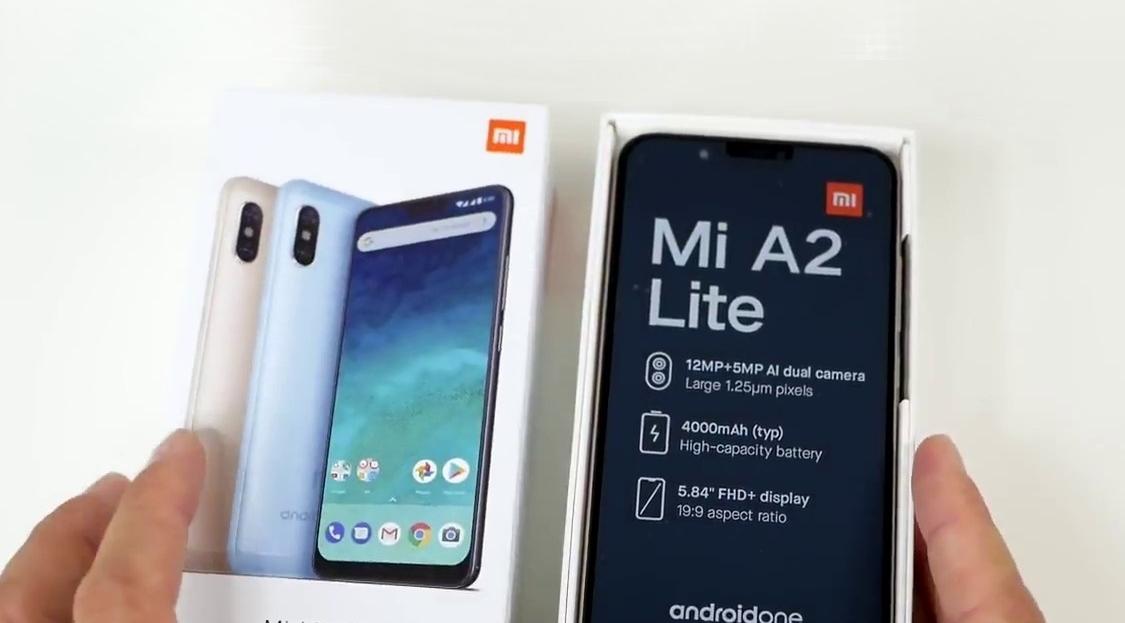 mi
mi
Mi A2
Lite
12MP+5MP AI dual camera
Large 1.25μm pixels
4000mAh (typ)
High-capacity battery
5.84" FHD+ display
19:9 aspect ratio
androidone